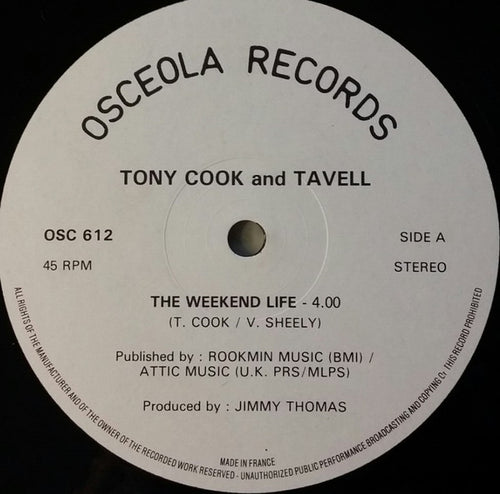 OSCEOLA RECORDS
TONY COOK and TAVELL
OSC 612
SIDE A
45 RPM
STEREO
THE WEEKEND LIFE - 4.00
(T. COOK / V. SHEELY)
Published by : ROOKMIN MUSIC (BMI) /
ATTIC MUSIC (U.K. PRS/MLPS)
Produced by : JIMMY THOMAS
MADE IN FRANCE
ALL RIGHTS OF THE MANUFACTURER AND OF THE OWNER OF THE RECORDED WORK RESERVED - UNAUTHORIZED PUBLIC PERFORMANCE BROADCASTING AND COPYING Of THIS RECORD PROHIBITED